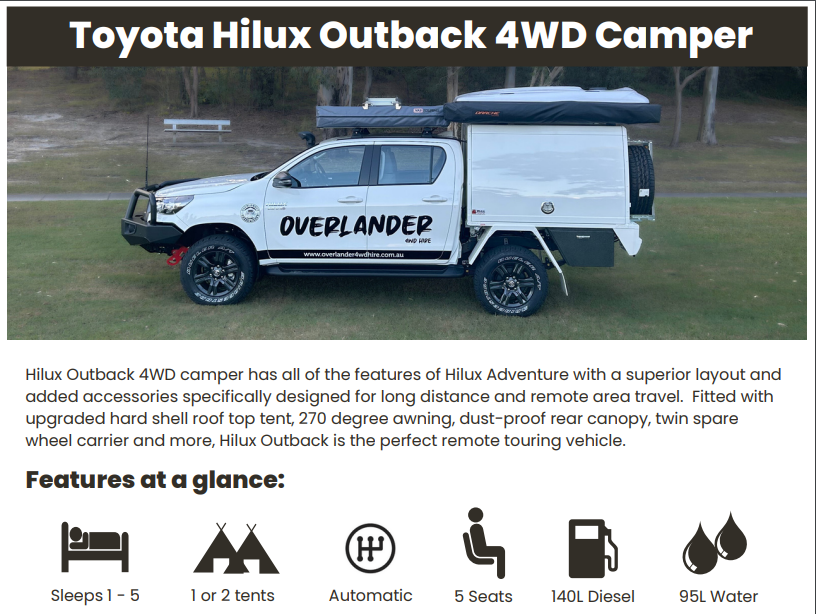 Toyota Hilux Outback 4WD Camper
OVERLANDER
4WD HIRE
www.overlander4wdhire.com.au
Hilux Outback 4WD camper has all of the features of Hilux Adventure with a superior layout and
added accessories specifically designed for long distance and remote area travel.  Fitted with
upgraded hard shell roof top tent, 270 degree awning, dust-proof rear canopy, twin spare
wheel carrier and more, Hilux Outback is the perfect remote touring vehicle.
Features at a glance:
Sleeps 1 - 5
1 or 2 tents
Automatic
5 Seats
140L Diesel
95L Water